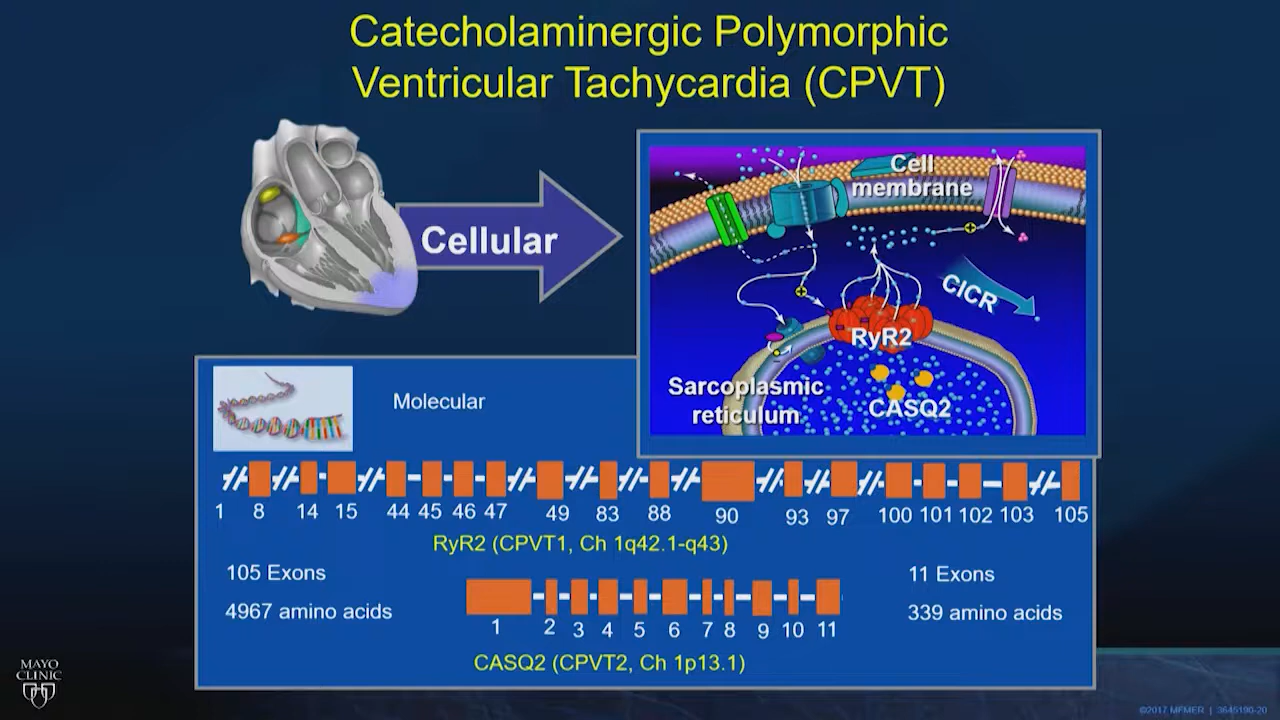 Catecholaminergic Polymorphic
Ventricular Tachycardia (CPVT)
Cellular
Cell
membrane
CICR
RyR2
Sarcoplasmic
reticulum
CASQ2
Molecular
1 8 14 15 44 45 46 47 49 83 88 90 93 97 100 101 102 103 105
RyR2 (CPVT1, Ch 1q42.1-q43)
105 Exons
4967 amino acids
11 Exons
339 amino acids
1 2 3 4 5 6 7 8 9 10 11
CASQ2 (CPVT2, Ch 1p13.1)
MAYO
CLINIC
©2017 MFMER | 3645190-20